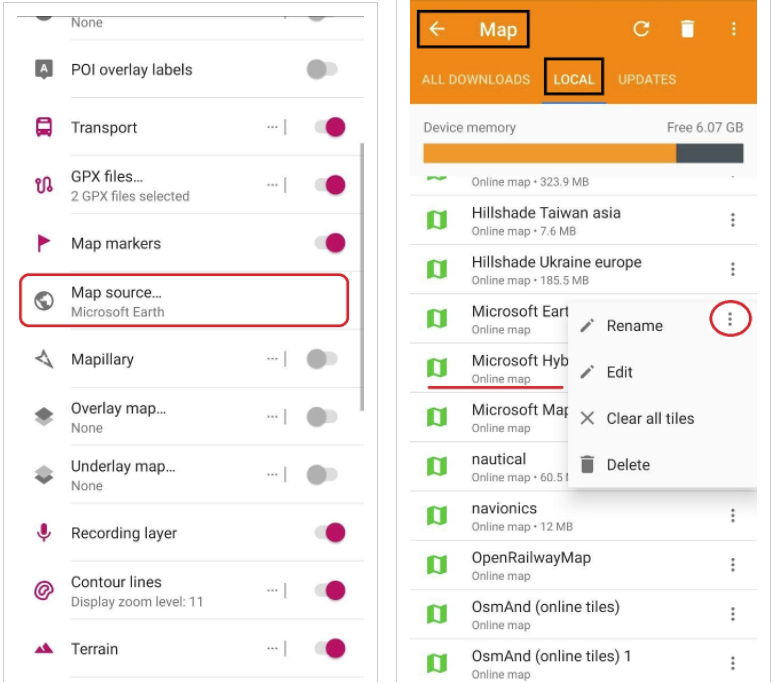 None
A
POI overlay labels
Transport
GPX files...
2 GPX files selected
Map markers
Map source...
Microsoft Earth
Mapillary
Overlay map...
None
Underlay map...
None
Recording layer
Contour lines
Display zoom level: 11
Terrain
Map
ALL DOWNLOADS LOCAL UPDATES
Device memory Free 6.07 GB
Online map • 323.9 MB
Hillshade Taiwan asia
Online map • 7.6 MB
Hillshade Ukraine europe
Online map • 185.5 MB
Microsoft Eart
Online map
Microsoft Hyb
Online map
Microsoft Map
Online map
nautical
Online map • 60.5
Rename
Edit
Clear all tiles
Delete
navionics
Online map • 12 MB
OpenRailwayMap
Online map
OsmAnd (online tiles)
Online map
OsmAnd (online tiles) 1
Online map